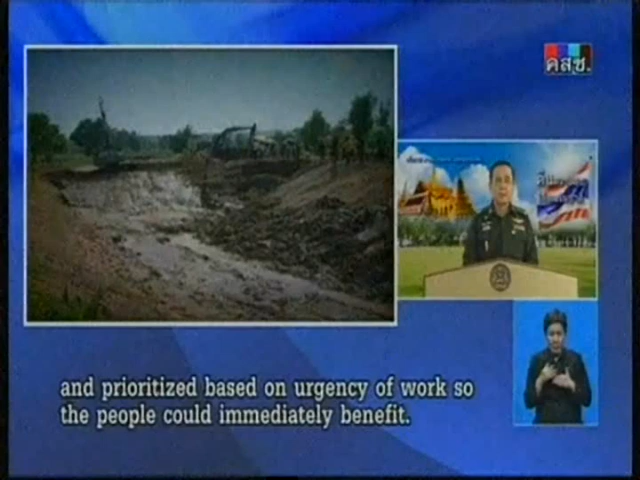 คสช.
and prioritized based on urgency of work so
the people could immediately benefit.